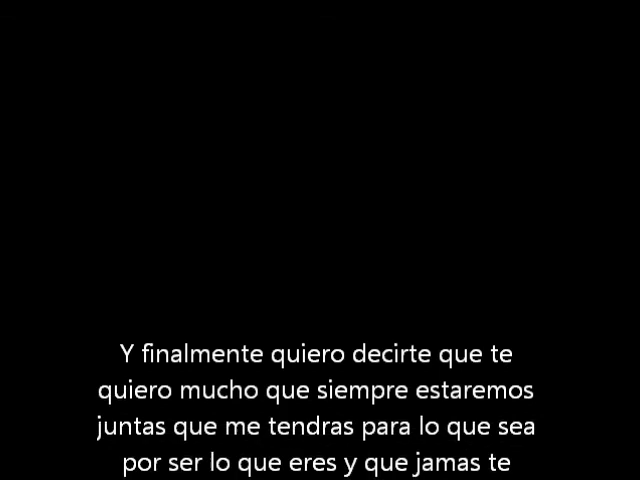 Y finalmente quiero decirte que te
quiero mucho que siempre estaremos
juntas que me tendras para lo que sea
por ser lo que eres y que jamas te